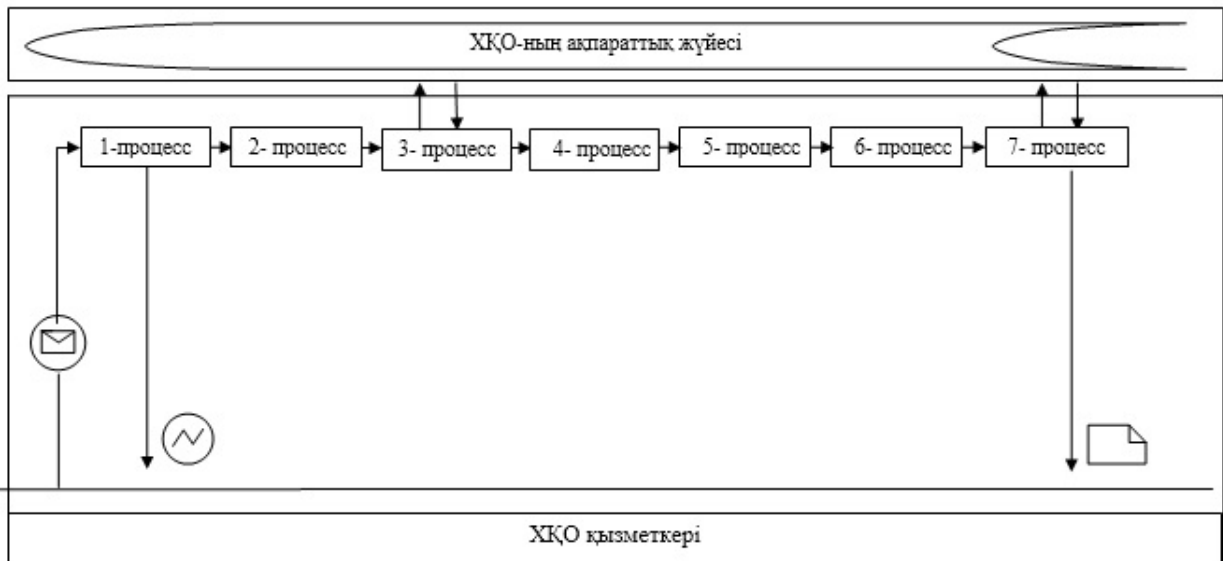 ХҚО-ның ақпараттық жүйесі
1-процесс
2- процесс
3- процесс
4- процесс
5- процесс
6- процесс
7- процесс
ХҚО қызметкері